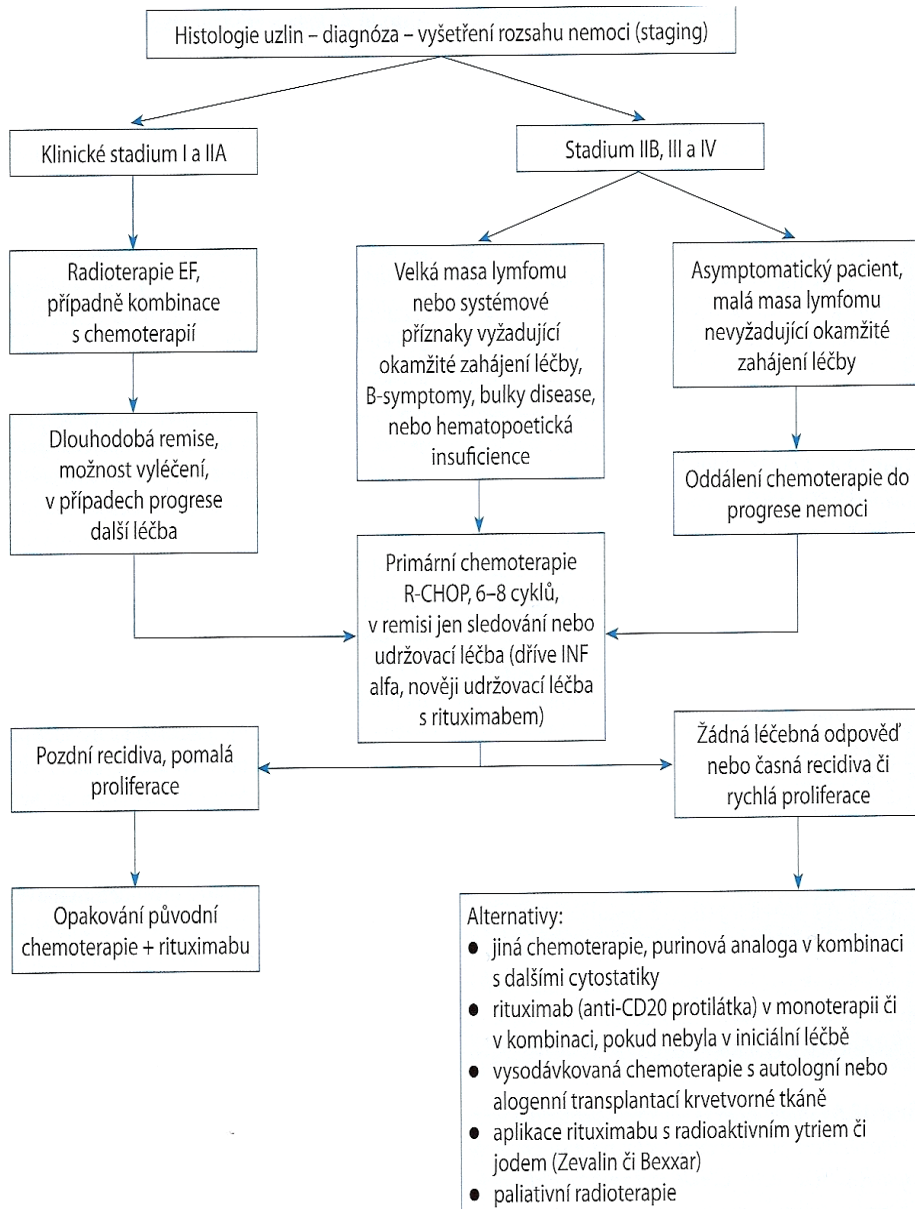 Histologie uzlin – diagnóza – vyšetření rozsahu nemoci (staging)
Klinické stadium I a IIA
Stadium IIB, III a IV
Radioterapie EF,
případně kombinace
s chemoterapií
Velká masa lymfomu
nebo systémové
příznaky vyžadující
okamžité zahájení léčby,
B-symptomy, bulky disease,
nebo hematopoetická
insuficience
Asymptomatický pacient,
malá masa lymfomu
nevyžadující okamžité
zahájení léčby
Dlouhodobá remise,
možnost vyléčení,
v případech progrese
další léčba
Oddálení chemoterapie do
progrese nemoci
Primární chemoterapie
R-CHOP, 6–8 cyklů,
v remisi jen sledování nebo
udržovací léčba (dříve INF
alfa, nověji udržovací léčba
s rituximabem)
Pozdní recidiva, pomalá
proliferace
Žádná léčebná odpověď
nebo časná recidiva či
rychlá proliferace
Opakování původní
chemoterapie + rituximabu
Alternativy:
● jiná chemoterapie, purinová analoga v kombinaci
s dalšími cytostatiky
● rituximab (anti-CD20 protilátka) v monoterapii či
v kombinaci, pokud nebyla v iniciální léčbě
● vysodávkovaná chemoterapie s autologní nebo
alogenní transplantací krvetvorné tkáně
● aplikace rituximabu s radioaktivním ytriem či
jodem (Zevalin či Bexxar)
● paliativní radioterapie